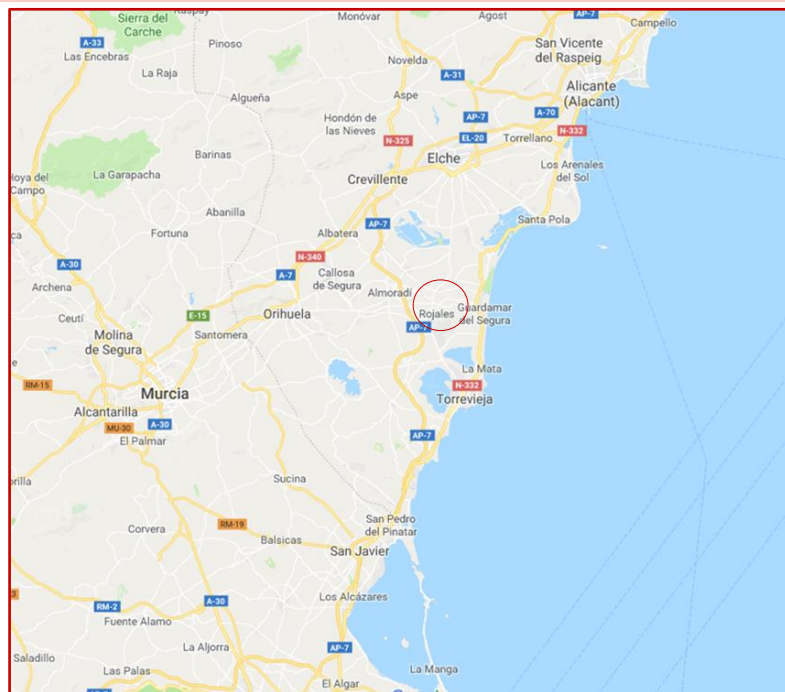 Raspay
Sierra del
Carche
Monóvar
Agost
AP-7
Campello
A-33
Las Encebras
Pinoso
San Vicente
del Raspeig
Novelda
La Raja
A-31
Algueña
Aspe
Alicante
(Alacant)
Hondón de
las Nieves
AP-7
A-70
N-325
EL-20
Torrellano
N-332
Barinas
Elche
La Garapacha
Los Arenales
del Sol
Hoya del
Campo
Crevillente
Abanilla
Santa Pola
AP-7
Fortuna
Albatera
ca
N-340
A-30
A-7
Callosa
de Segura
Archena
Almoradí
E-15
Orihuela
Rojales
Guardamar
del Segura
Ceutí
AP-7
Molina
de Segura
Santomera
La Mata
RM-15
N-332
Murcia
Torrevieja
Alcantarilla
A-30
MU-30
AP-7
El Palmar
Sucina
San Pedro
del Pinatar
RM-19
Corvera
Balsicas
San Javier
Los Alcázares
RM-2
A-30
Fuente Alamo
La Aljorra
AP-7
Saladillo
Las Palas
La Manga
El Algar